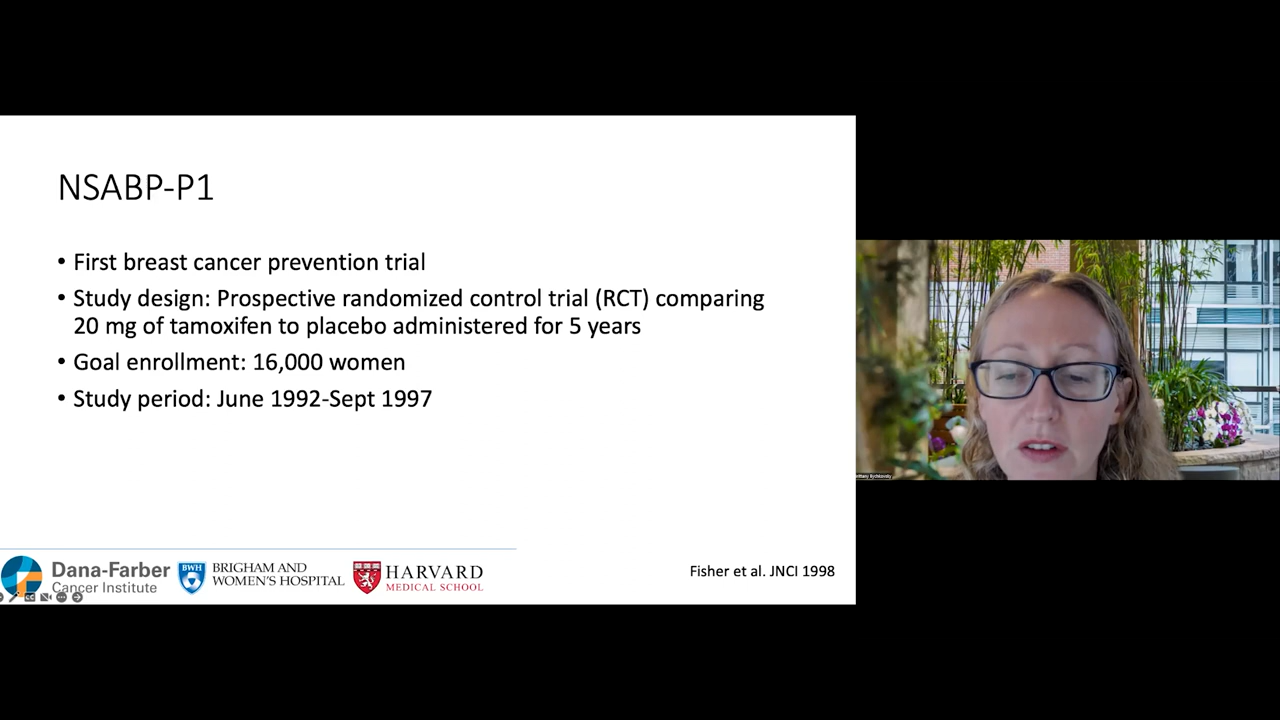 NSABP-P1
• First breast cancer prevention trial
• Study design: Prospective randomized control trial (RCT) comparing
20 mg of tamoxifen to placebo administered for 5 years
• Goal enrollment: 16,000 women
• Study period: June 1992-Sept 1997
Dana-Farber
Cancer Institute
BWH
BRIGHAM AND
WOMEN'S HOSPITAL
HARVARD
MEDICAL SCHOOL
Fisher et al. JNCI 1998
Brittany Bychkovsky